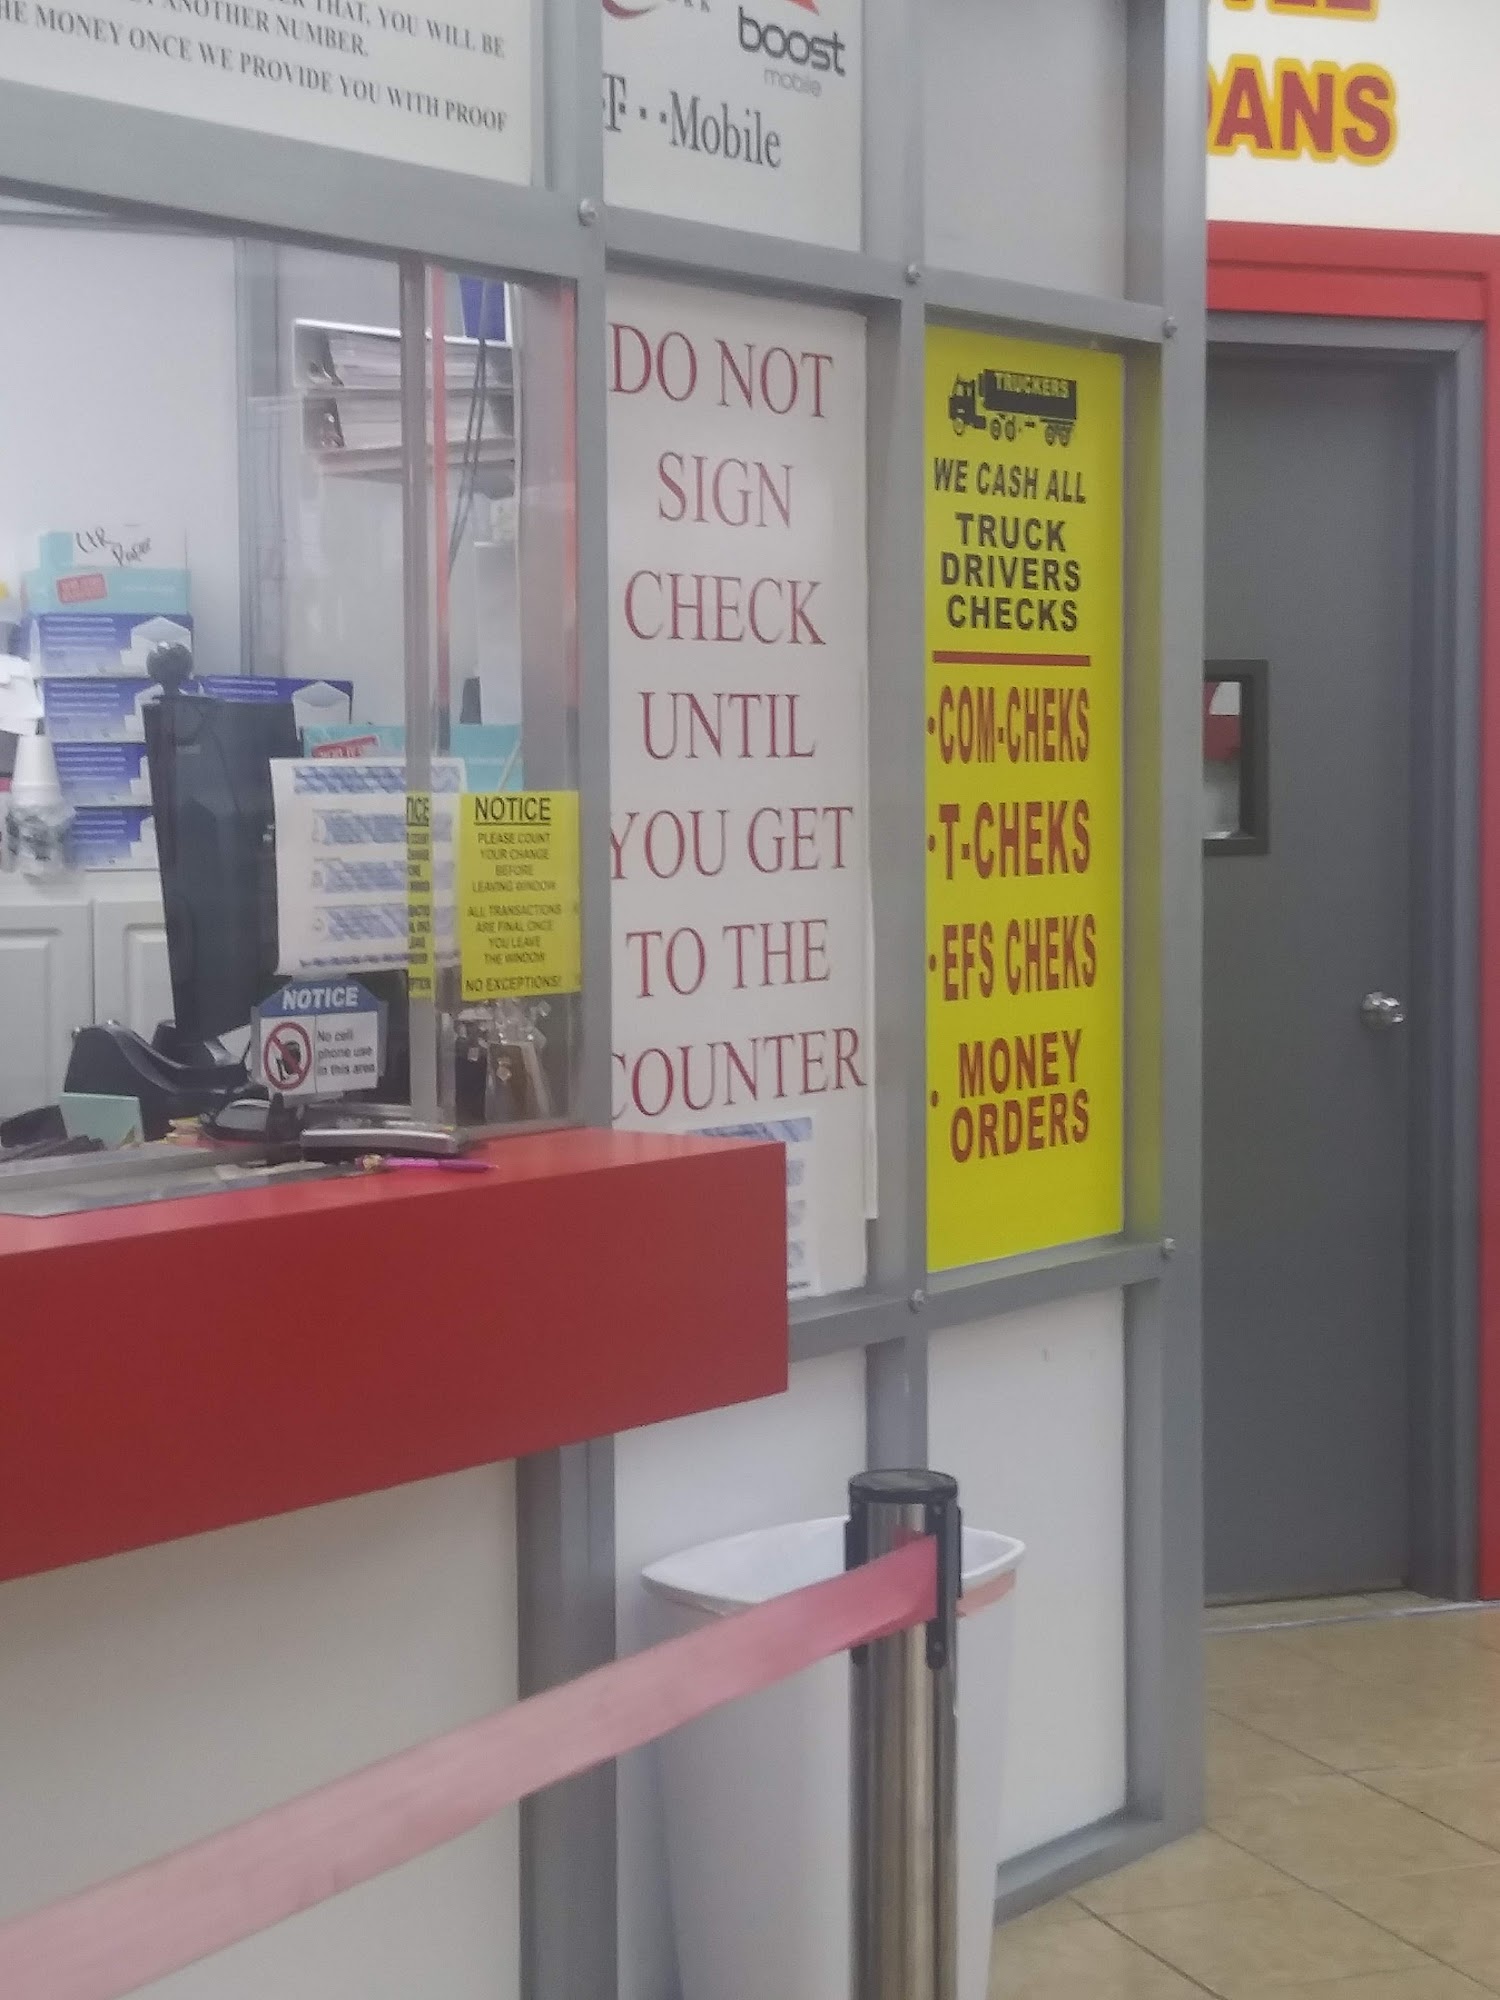 THAT, YOU WILL BE
ANOTHER NUMBER.
MONEY ONCE WE PROVIDE YOU WITH PROOF
boost
mobile
T··Mobile
ANS
DO NOT
SIGN
CHECK
UNTIL
YOU GET
TO THE
COUNTER
TRUCKERS
WE CASH ALL
TRUCK
DRIVERS
CHECKS
•COM-CHEKS
•T-CHEKS
•EFS CHEKS
• MONEY
ORDERS
NOTICE
PLEASE COUNT
YOUR CHANGE
BEFORE
LEAVING WINDOW
ALL TRANSACTIONS
ARE FINAL ONCE
YOU LEAVE
THE WINDOW
NO EXCEPTIONS!
NOTICE
No cell
phone use
in this area